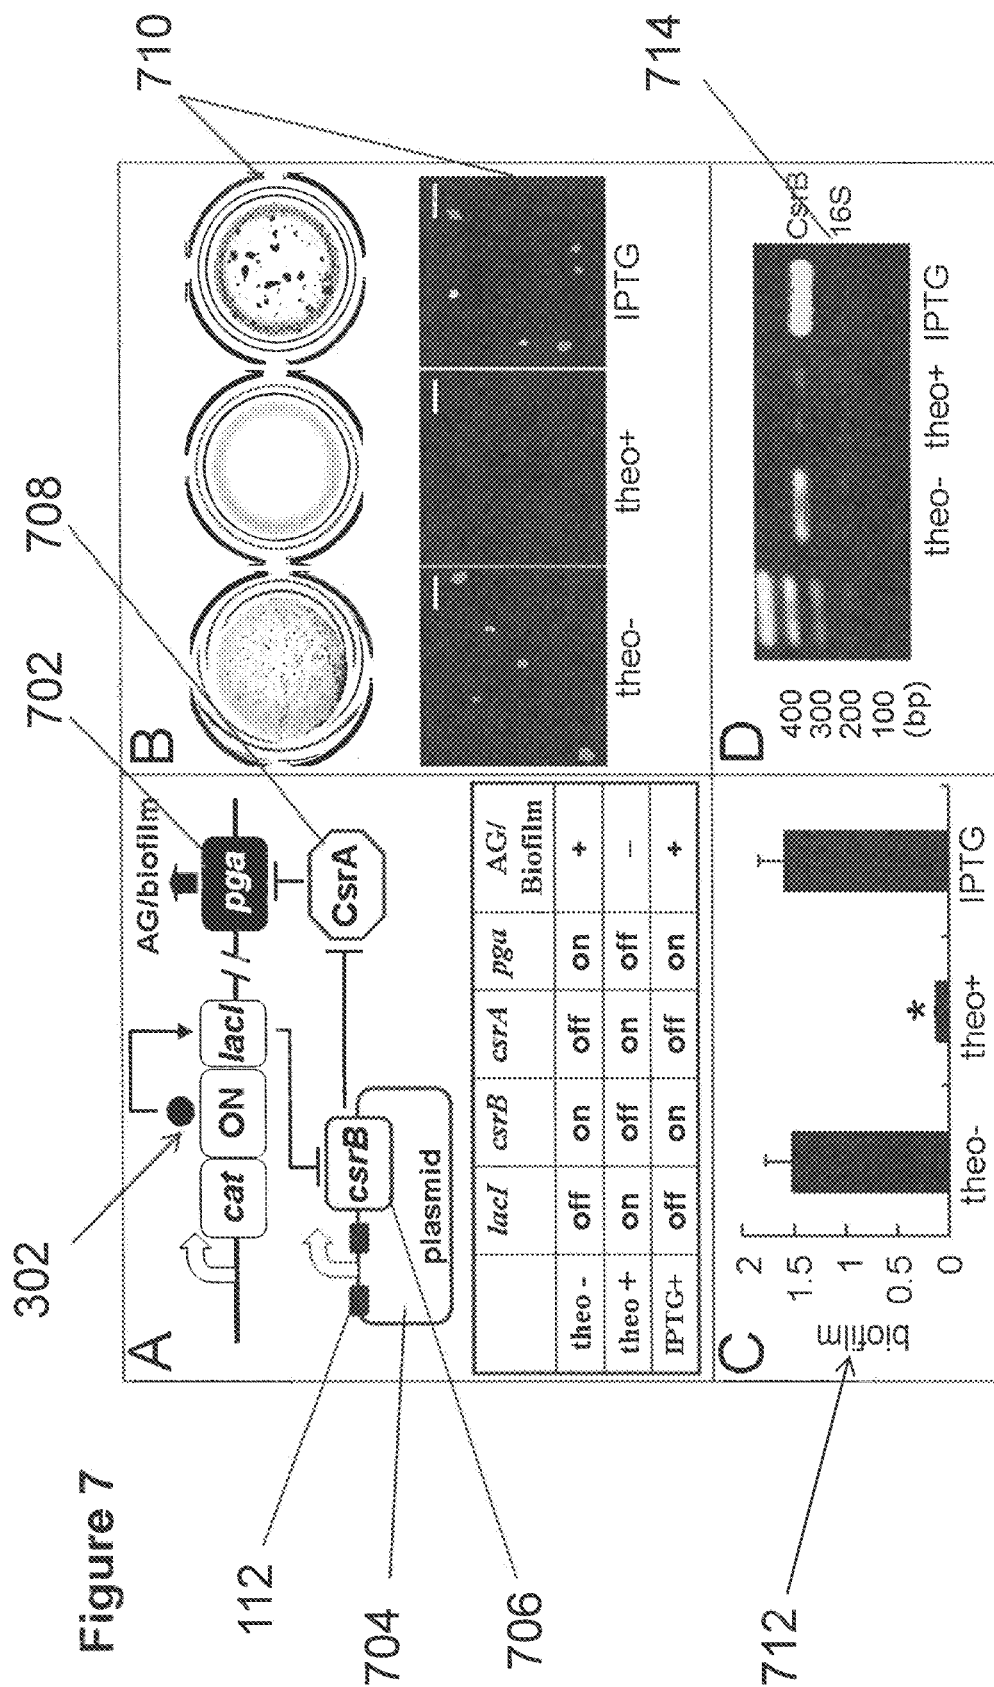 Figure 7
302
702
708
710
112
704
706
712
714
A
AG/biofilm
cat
ON
lacI
pga
csrB
CsrA
plasmid
lacI csrB csrA pga AG/
Biofilm
theo - off on off on +
theo + on off on off –
IPTG+ off on off on +
B
theo- theo+ IPTG
C
biofilm
2
1.5
1
0.5
0
*
theo- theo+ IPTG
D
400
300
200
100
(bp)
CsrB
16S
theo- theo+ IPTG